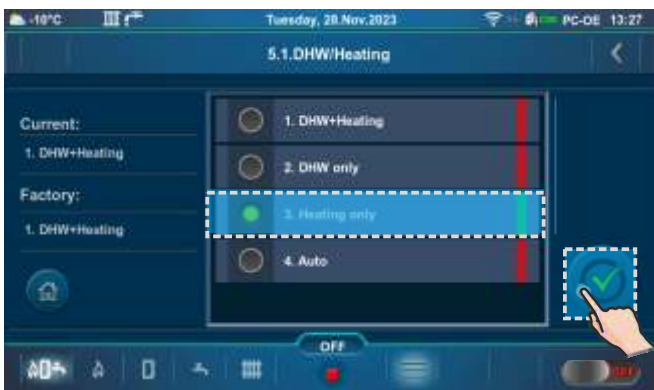 -10°C Tuesday, 28.Nov.2023 PC-OE 13:27
5.1.DHW/Heating
Current:
1. DHW+Heating
Factory:
1. DHW+Heating
1. DHW+Heating
2. DHW only
3. Heating only
4. Auto
OFF
OFF